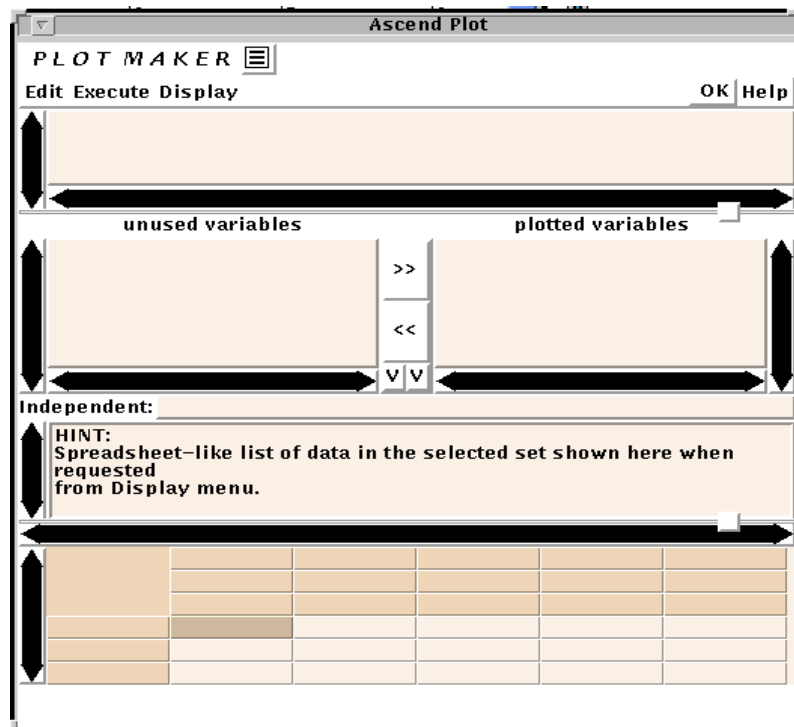 Ascend Plot
PLOT MAKER
Edit Execute Display OK Help
unused variables plotted variables
>>
<<
V V
Independent:
HINT:
Spreadsheet-like list of data in the selected set shown here when
requested
from Display menu.